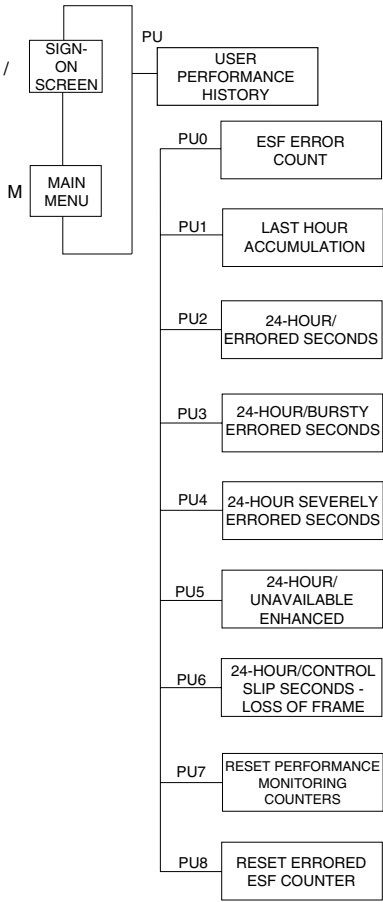 /
SIGN-
ON
SCREEN
PU
USER
PERFORMANCE
HISTORY
M
MAIN
MENU
PU0
ESF ERROR
COUNT
PU1
LAST HOUR
ACCUMULATION
PU2
24-HOUR/
ERRORED SECONDS
PU3
24-HOUR/BURSTY
ERRORED SECONDS
PU4
24-HOUR SEVERELY
ERRORED SECONDS
PU5
24-HOUR/
UNAVAILABLE
ENHANCED
PU6
24-HOUR/CONTROL
SLIP SECONDS -
LOSS OF FRAME
PU7
RESET PERFORMANCE
MONITORING
COUNTERS
PU8
RESET ERRORED
ESF COUNTER